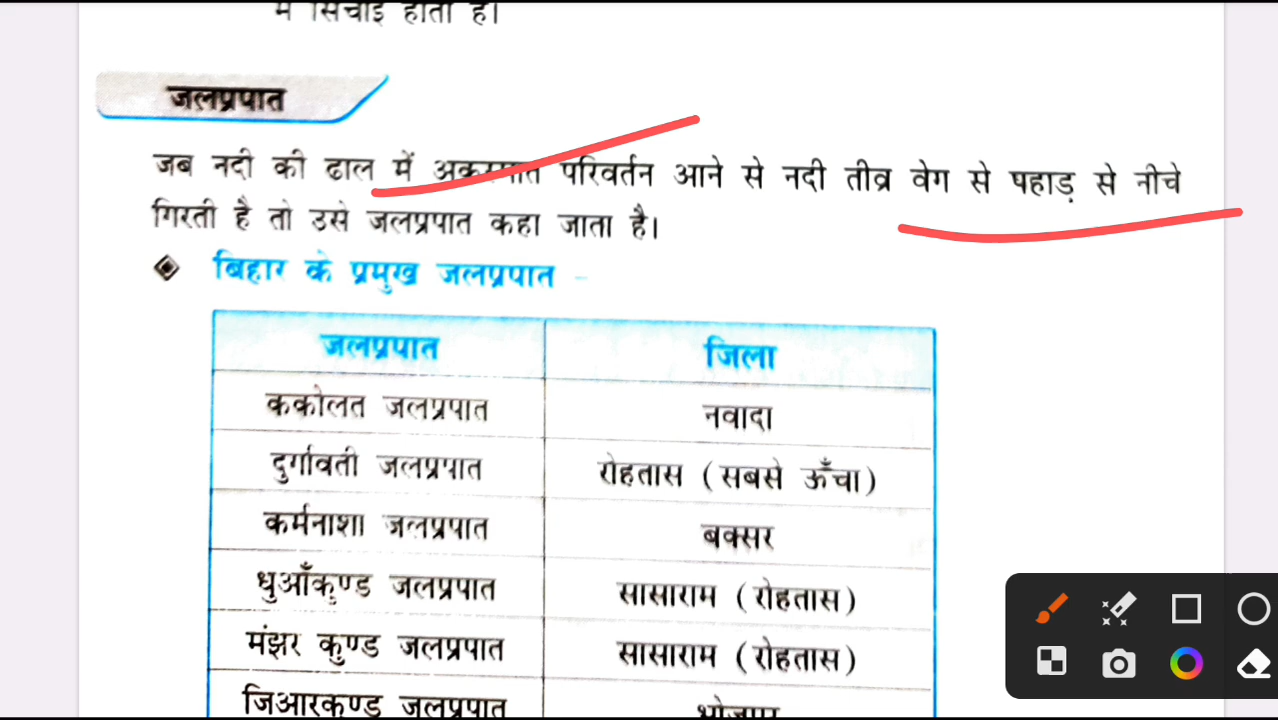 में सिंचाई होती है।
जलप्रपात
जब नदी की ढाल में अकस्मात परिवर्तन आने से नदी तीव्र वेग से पहाड़ से नीचे
गिरती है तो उसे जलप्रपात कहा जाता है।
बिहार के प्रमुख जलप्रपात -
जलप्रपात जिला
ककोलत जलप्रपात नवादा
दुर्गावती जलप्रपात रोहतास (सबसे ऊँचा)
कर्मनाशा जलप्रपात बक्सर
धुआँकुण्ड जलप्रपात सासाराम (रोहतास)
मंझर कुण्ड जलप्रपात सासाराम (रोहतास)
जिआरकुण्ड जलप्रपात भोजपुर